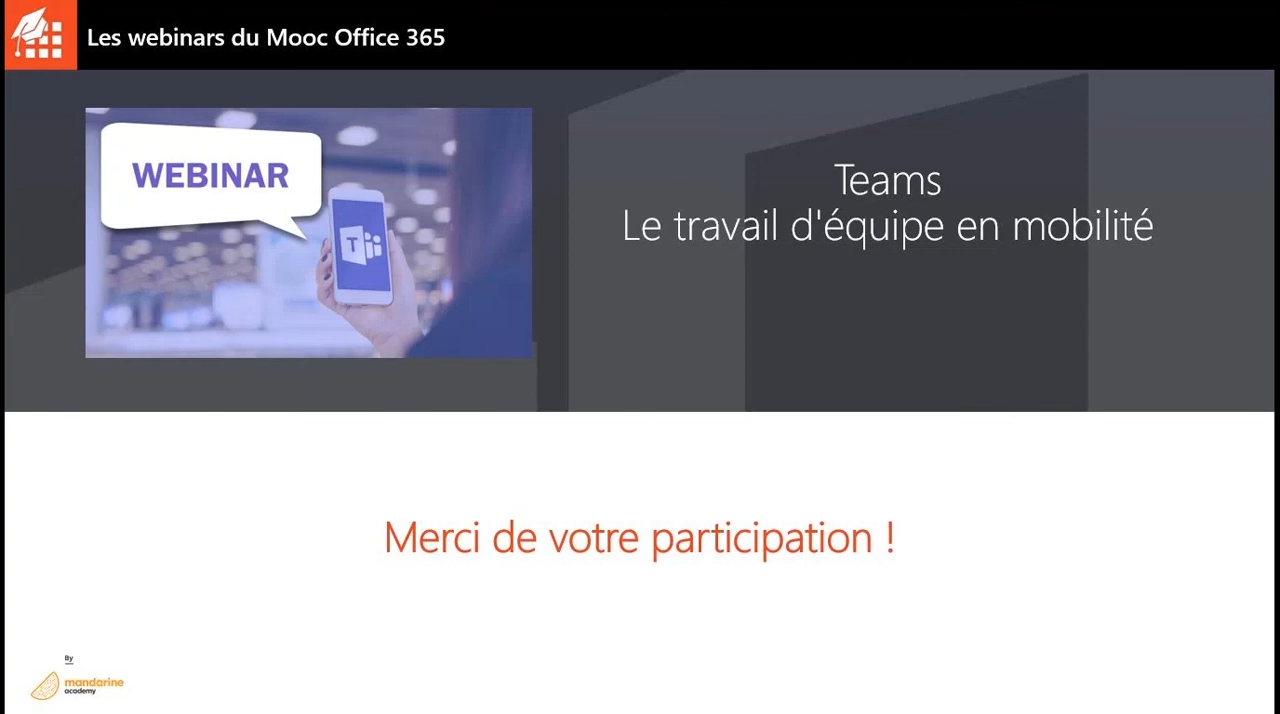 Les webinars du Mooc Office 365
WEBINAR
T
Teams
Le travail d'équipe en mobilité
Merci de votre participation !
By
mandarine
academy